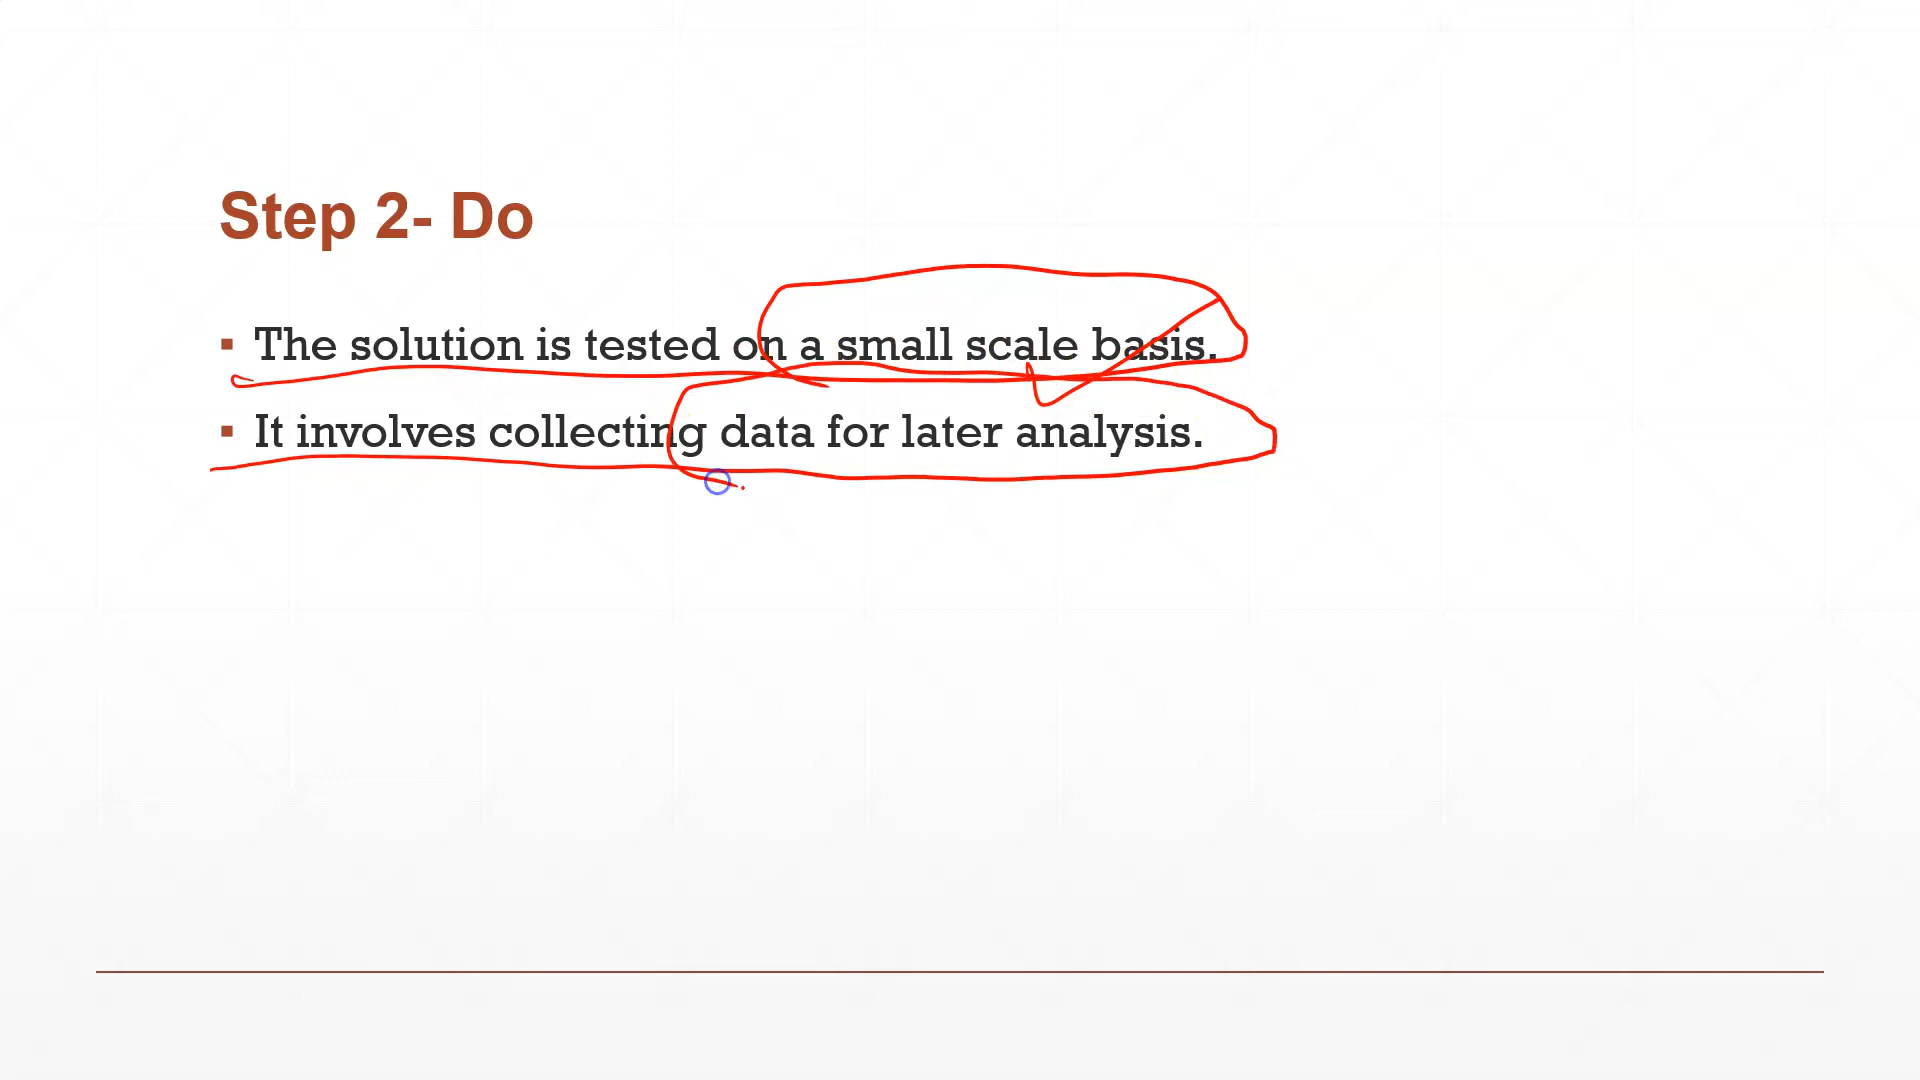 Step 2- Do
▪ The solution is tested on a small scale basis.
▪ It involves collecting data for later analysis.